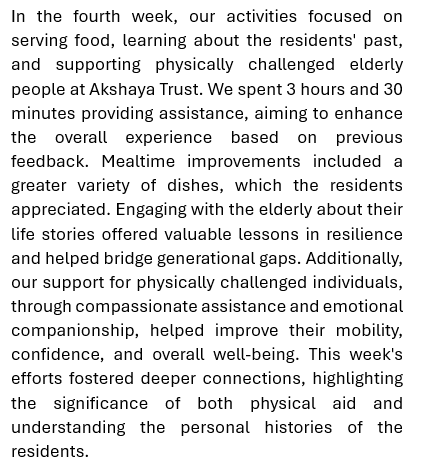 In the fourth week, our activities focused on
serving food, learning about the residents' past,
and supporting physically challenged elderly
people at Akshaya Trust. We spent 3 hours and 30
minutes providing assistance, aiming to enhance
the overall experience based on previous
feedback. Mealtime improvements included a
greater variety of dishes, which the residents
appreciated. Engaging with the elderly about their
life stories offered valuable lessons in resilience
and helped bridge generational gaps. Additionally,
our support for physically challenged individuals,
through compassionate assistance and emotional
companionship, helped improve their mobility,
confidence, and overall well-being. This week's
efforts fostered deeper connections, highlighting
the significance of both physical aid and
understanding the personal histories of the
residents.